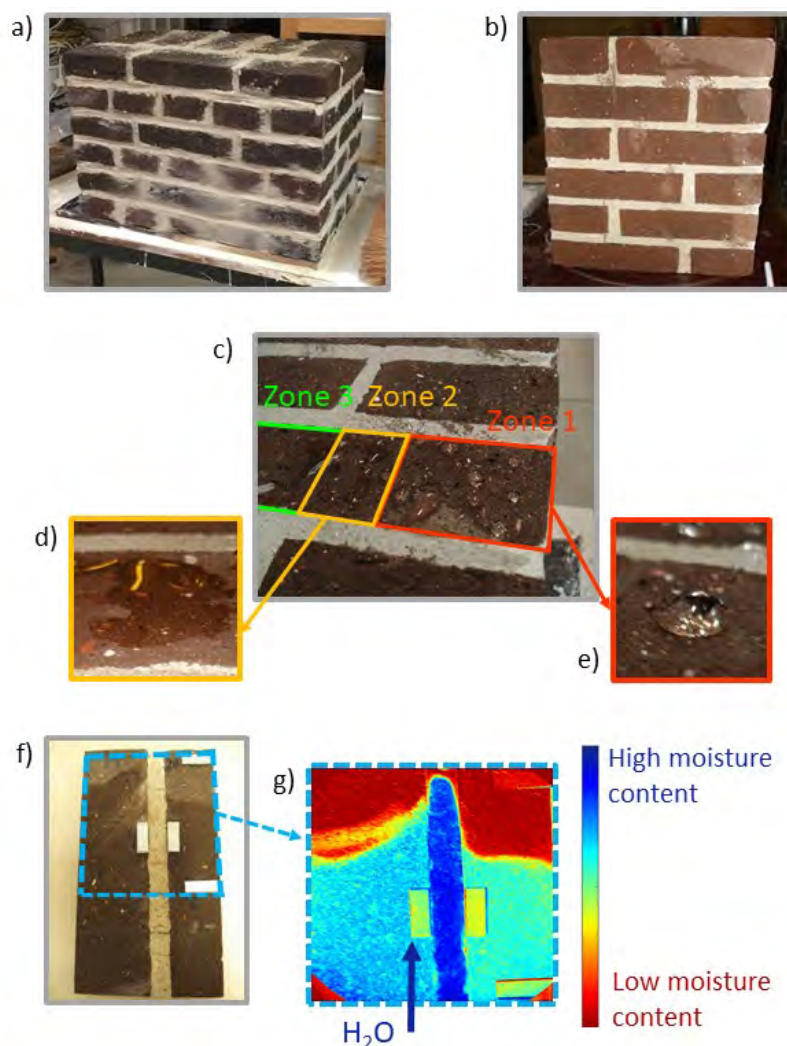 a)
b)
c)
Zone 3
Zone 2
Zone 1
d)
e)
f)
g)
High moisture
content
Low moisture
content
H₂O